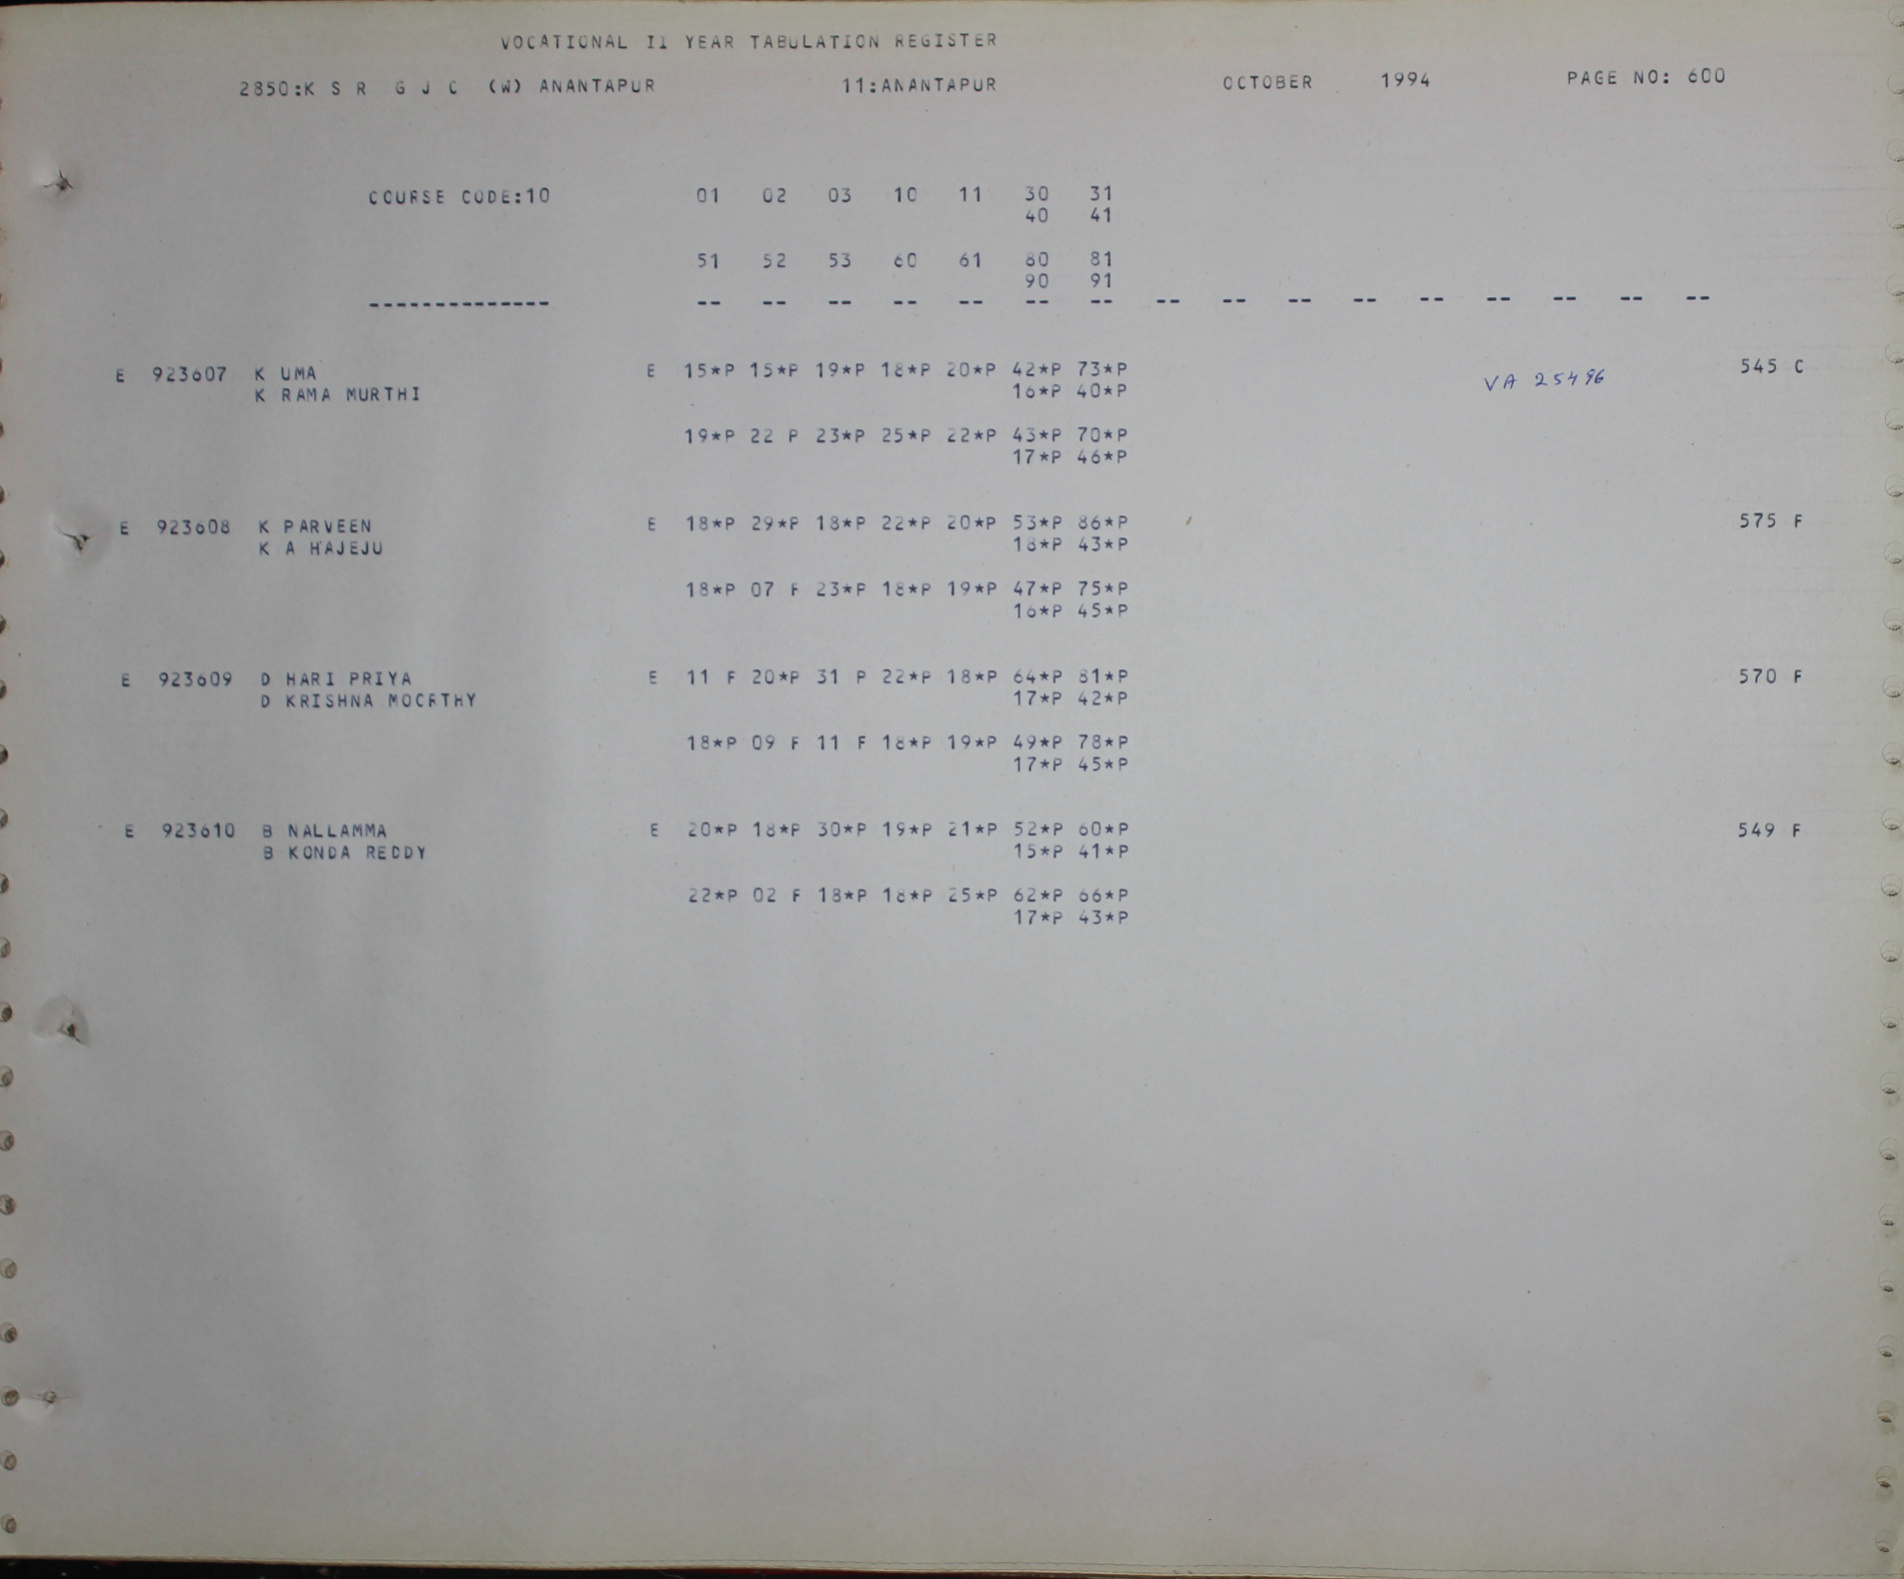 VOCATIONAL II YEAR TABULATION REGISTER
2850:K S R G J C (W) ANANTAPUR 11:ANANTAPUR OCTOBER 1994 PAGE NO: 600
COURSE CODE:10 01 02 03 10 11 30 31
40 41
51 52 53 60 61 80 81
90 91
-------------- -- -- -- -- -- -- -- -- -- -- -- -- -- -- -- --
E 923607 K UMA E 15*P 15*P 19*P 18*P 20*P 42*P 73*P VA 25496 545 C
K RAMA MURTHI 16*P 40*P
19*P 22 P 23*P 25*P 22*P 43*P 70*P
17*P 46*P
E 923608 K PARVEEN E 18*P 29*P 18*P 22*P 20*P 53*P 86*P 575 F
K A HAJEJU 18*P 43*P
18*P 07 F 23*P 18*P 19*P 47*P 75*P
16*P 45*P
E 923609 D HARI PRIYA E 11 F 20*P 31 P 22*P 18*P 64*P 81*P 570 F
D KRISHNA MOORTHY 17*P 42*P
18*P 09 F 11 F 18*P 19*P 49*P 78*P
17*P 45*P
E 923610 B NALLAMMA E 20*P 18*P 30*P 19*P 21*P 52*P 60*P 549 F
B KONDA REDDY 15*P 41*P
22*P 02 F 18*P 18*P 25*P 62*P 66*P
17*P 43*P